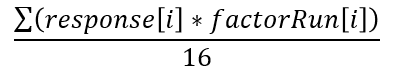 ∑(response[i] * factorRun[i])
16